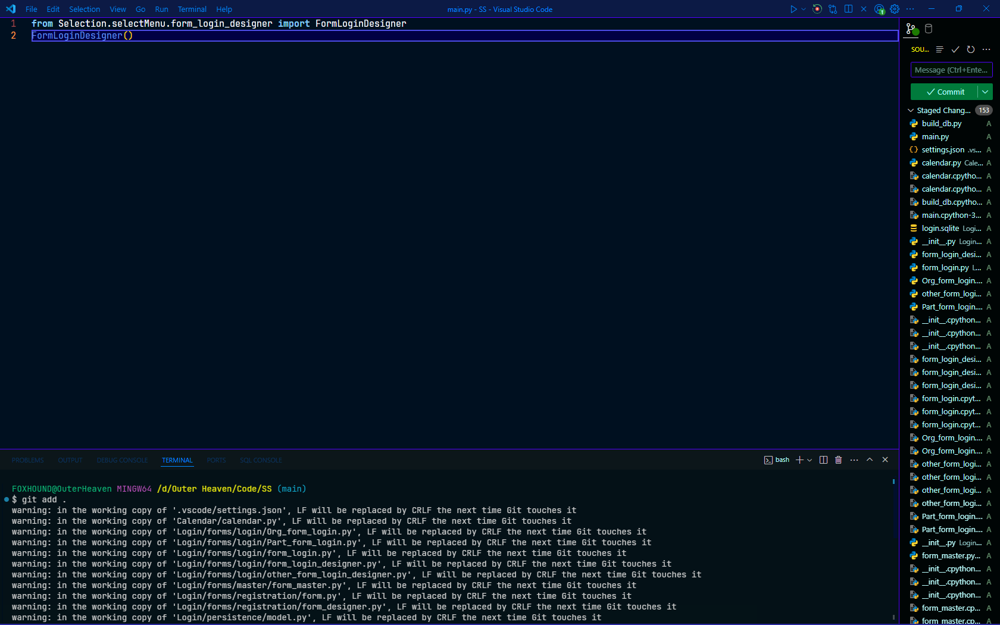 File Edit Selection View Go Run Terminal Help
main.py - SS - Visual Studio Code
1
1 from Selection.selectMenu.form_login_designer import FormLoginDesigner
2 FormLoginDesigner()
SOU...
Message (Ctrl+Ente...
Commit
Staged Chang... 153
build_db.py A
main.py A
settings.json .vs... A
calendar.py Cale... A
calendar.cpytho... A
calendar.cpytho... A
build_db.cpytho... A
main.cpython-3... A
login.sqlite Logi... A
__init__.py Login... A
form_login_desi... A
form_login.py L... A
Org_form_login.... A
other_form_logi... A
Part_form_login.... A
__init__.cpython... A
__init__.cpython... A
__init__.cpython... A
form_login_desi... A
form_login_desi... A
form_login_desi... A
form_login.cpyt... A
form_login.cpyt... A
form_login.cpyt... A
Org_form_login.... A
Org_form_login.... A
other_form_logi... A
other_form_logi... A
other_form_logi... A
other_form_logi... A
Part_form_login.... A
Part_form_login.... A
__init__.py Login... A
form_master.py... A
__init__.cpython... A
__init__.cpython... A
__init__.cpython... A
form_master.cp... A
form_master.cp... A
PROBLEMS OUTPUT DEBUG CONSOLE TERMINAL PORTS SQL CONSOLE
bash
FOXHOUND@OuterHeaven MINGW64 /d/Outer Heaven/Code/SS (main)
$ git add .
warning: in the working copy of '.vscode/settings.json', LF will be replaced by CRLF the next time Git touches it
warning: in the working copy of 'Calendar/calendar.py', LF will be replaced by CRLF the next time Git touches it
warning: in the working copy of 'Login/forms/login/Org_form_login.py', LF will be replaced by CRLF the next time Git touches it
warning: in the working copy of 'Login/forms/login/Part_form_login.py', LF will be replaced by CRLF the next time Git touches it
warning: in the working copy of 'Login/forms/login/form_login.py', LF will be replaced by CRLF the next time Git touches it
warning: in the working copy of 'Login/forms/login/form_login_designer.py', LF will be replaced by CRLF the next time Git touches it
warning: in the working copy of 'Login/forms/login/other_form_login_designer.py', LF will be replaced by CRLF the next time Git touches it
warning: in the working copy of 'Login/forms/master/form_master.py', LF will be replaced by CRLF the next time Git touches it
warning: in the working copy of 'Login/forms/registration/form.py', LF will be replaced by CRLF the next time Git touches it
warning: in the working copy of 'Login/forms/registration/form_designer.py', LF will be replaced by CRLF the next time Git touches it
warning: in the working copy of 'Login/persistence/model.py', LF will be replaced by CRLF the next time Git touches it